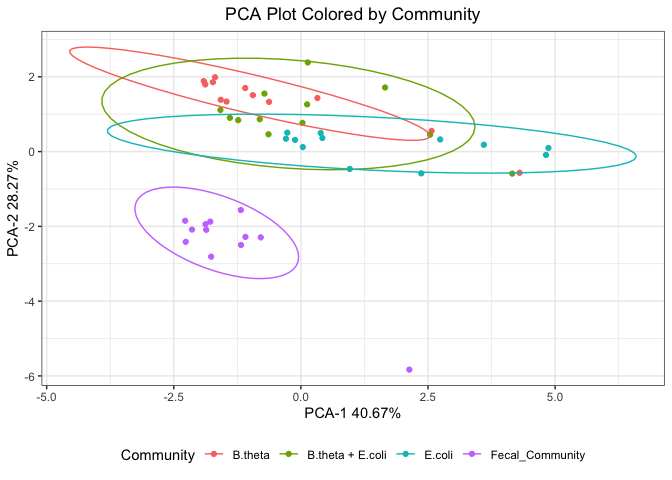 PCA Plot Colored by Community
PCA-2 28.27%
2
0
-2
-4
-6
-5.0 -2.5 0.0 2.5 5.0
PCA-1 40.67%
Community B.theta B.theta + E.coli E.coli Fecal_Community